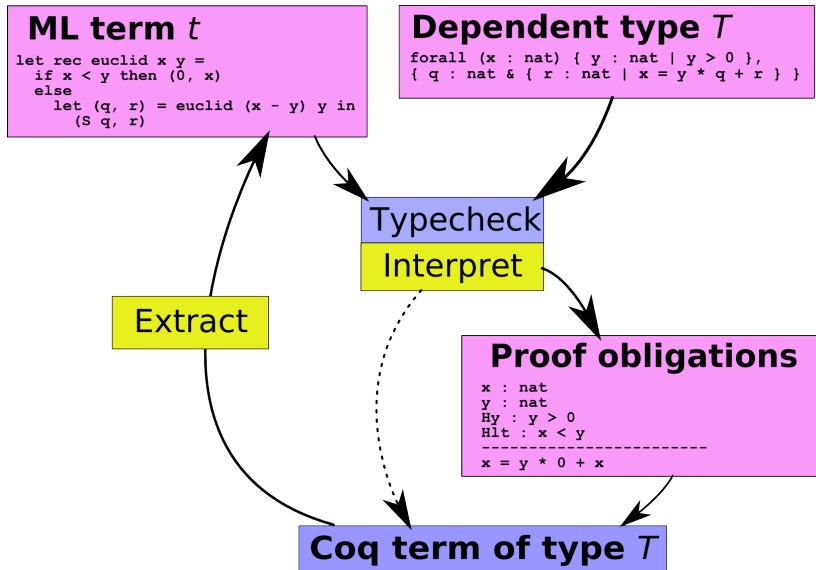 ML term t
let rec euclid x y =
if x < y then (0, x)
else
let (q, r) = euclid (x - y) y in
(S q, r)
Dependent type T
forall (x : nat) { y : nat | y > 0 },
{ q : nat & { r : nat | x = y * q + r } }
Typecheck
Interpret
Extract
Proof obligations
x : nat
y : nat
Hy : y > 0
Hlt : x < y
------------------------
x = y * 0 + x
Coq term of type T